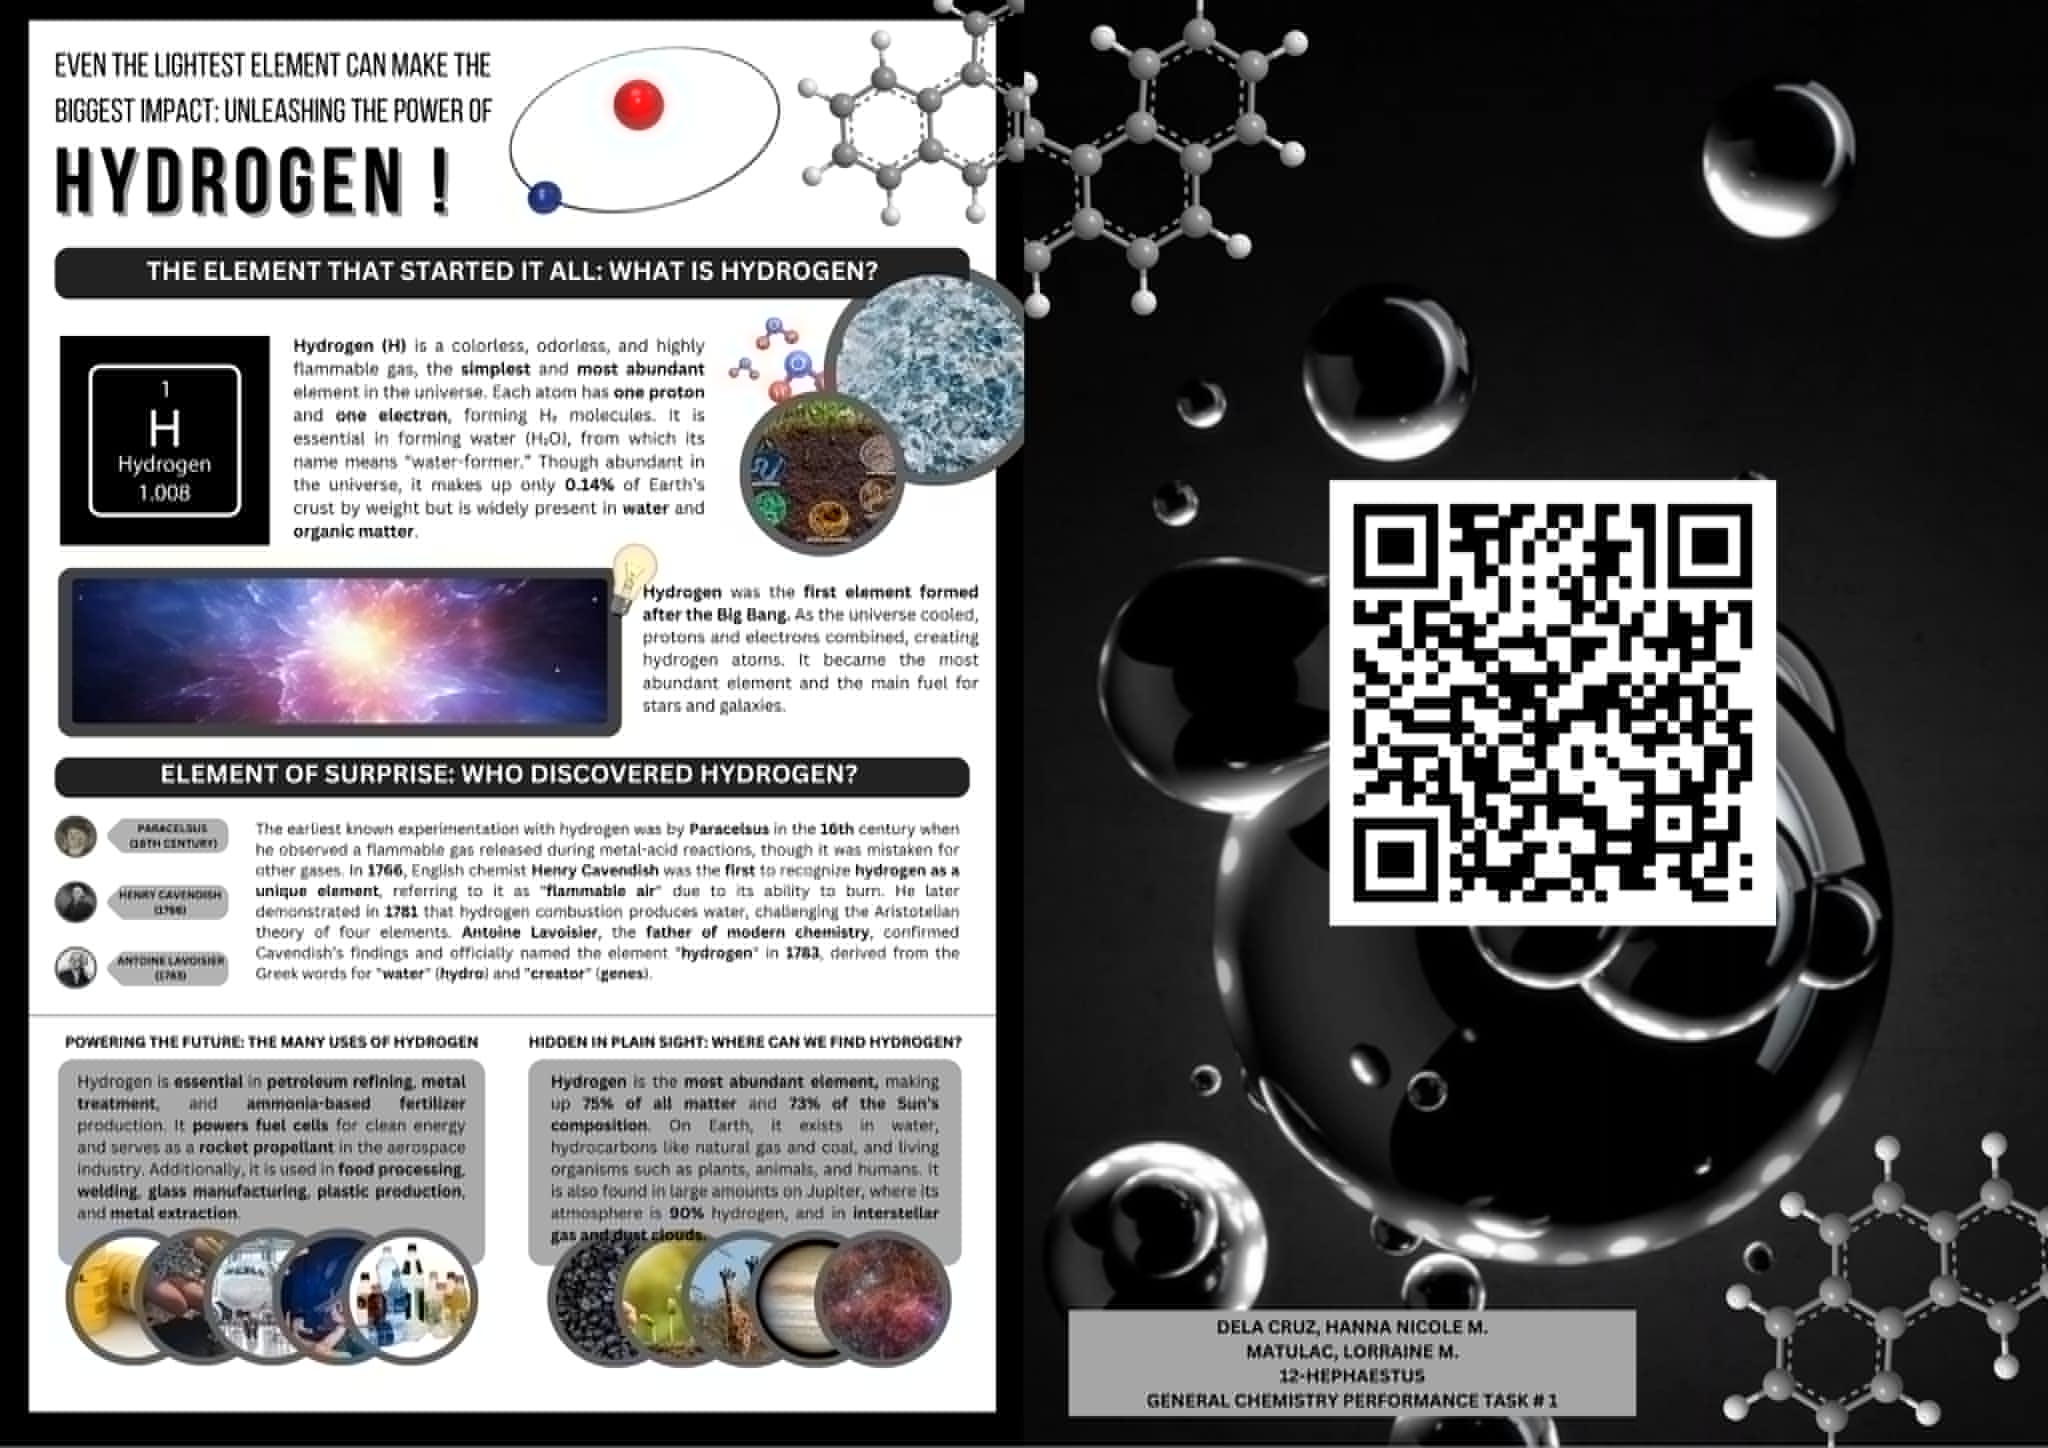 EVEN THE LIGHTEST ELEMENT CAN MAKE THE
BIGGEST IMPACT: UNLEASHING THE POWER OF
HYDROGEN !
THE ELEMENT THAT STARTED IT ALL: WHAT IS HYDROGEN?
1
H
Hydrogen
1.008
Hydrogen (H) is a colorless, odorless, and highly
flammable gas, the simplest and most abundant
element in the universe. Each atom has one proton
and one electron, forming H₂ molecules. It is
essential in forming water (H₂O), from which its
name means "water-former." Though abundant in
the universe, it makes up only 0.14% of Earth's
crust by weight but is widely present in water and
organic matter.
Hydrogen was the first element formed
after the Big Bang. As the universe cooled,
protons and electrons combined, creating
hydrogen atoms. It became the most
abundant element and the main fuel for
stars and galaxies.
ELEMENT OF SURPRISE: WHO DISCOVERED HYDROGEN?
PARACELSUS
(16TH CENTURY)
HENRY CAVENDISH
(1766)
ANTOINE LAVOISIER
(1783)
The earliest known experimentation with hydrogen was by Paracelsus in the 16th century when
he observed a flammable gas released during metal-acid reactions, though it was mistaken for
other gases. In 1766, English chemist Henry Cavendish was the first to recognize hydrogen as a
unique element, referring to it as "flammable air" due to its ability to burn. He later
demonstrated in 1781 that hydrogen combustion produces water, challenging the Aristotelian
theory of four elements. Antoine Lavoisier, the father of modern chemistry, confirmed
Cavendish's findings and officially named the element "hydrogen" in 1783, derived from the
Greek words for "water" (hydro) and "creator" (genes).
POWERING THE FUTURE: THE MANY USES OF HYDROGEN
Hydrogen is essential in petroleum refining, metal
treatment, and ammonia-based fertilizer
production. It powers fuel cells for clean energy
and serves as a rocket propellant in the aerospace
industry. Additionally, it is used in food processing,
welding, glass manufacturing, plastic production,
and metal extraction.
HIDDEN IN PLAIN SIGHT: WHERE CAN WE FIND HYDROGEN?
Hydrogen is the most abundant element, making
up 75% of all matter and 73% of the Sun's
composition. On Earth, it exists in water,
hydrocarbons like natural gas and coal, and living
organisms such as plants, animals, and humans. It
is also found in large amounts on Jupiter, where its
atmosphere is 90% hydrogen, and in interstellar
gas and dust clouds.
DELA CRUZ, HANNA NICOLE M.
MATULAC, LORRAINE M.
12-HEPHAESTUS
GENERAL CHEMISTRY PERFORMANCE TASK # 1